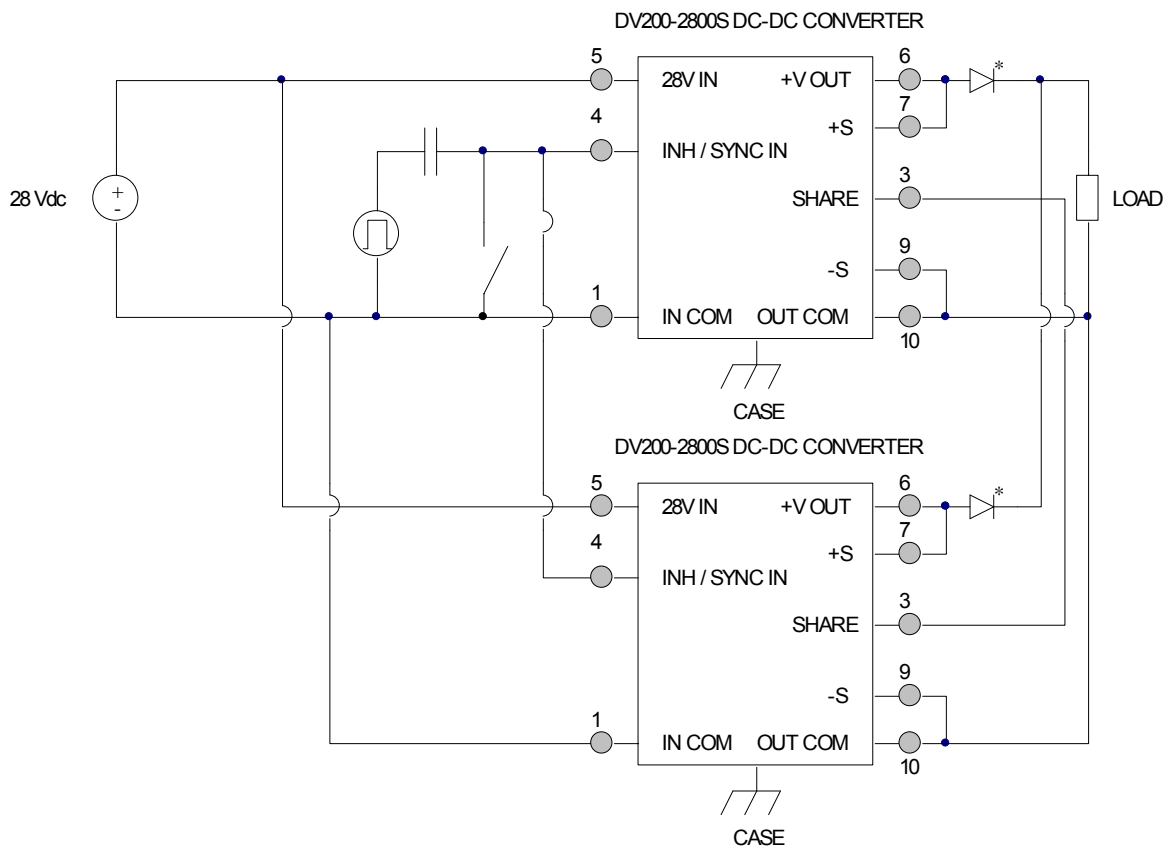 DV200-2800S DC-DC CONVERTER
5
28V IN
+V OUT
6
*
7
+S
4
INH / SYNC IN
28 Vdc
+
-
SHARE
3
LOAD
9
-S
1
IN COM
OUT COM
10
CASE
DV200-2800S DC-DC CONVERTER
5
28V IN
+V OUT
6
*
7
+S
4
INH / SYNC IN
SHARE
3
9
-S
1
IN COM
OUT COM
10
CASE